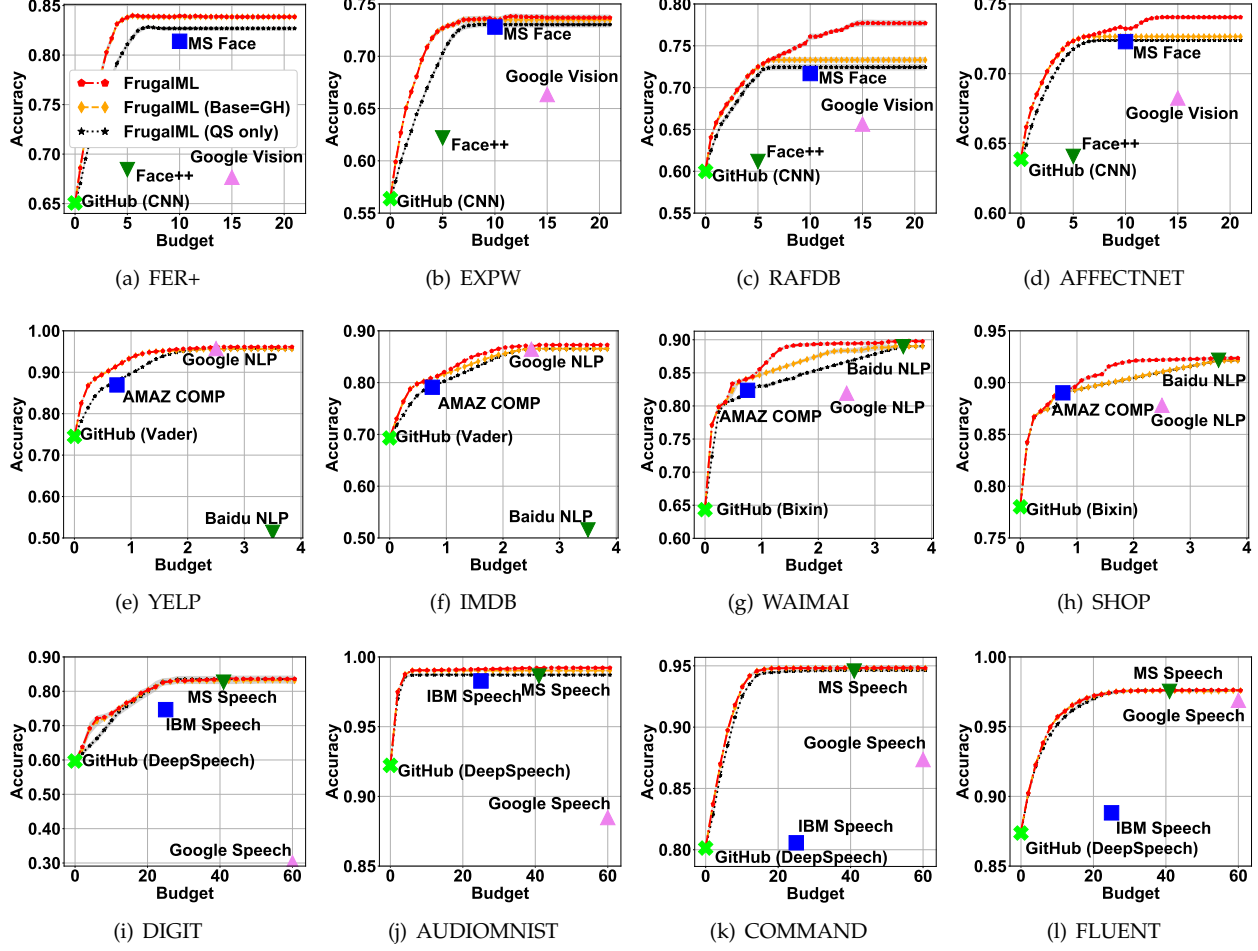 0.85
0.80
0.75
0.70
0.65
Accuracy
FrugalML
FrugalML (Base=GH)
FrugalML (QS only)
MS Face
Google Vision
Face++
GitHub (CNN)
0 5 10 15 20
Budget
(a) FER+
0.75
0.70
0.65
0.60
0.55
Accuracy
MS Face
Google Vision
Face++
GitHub (CNN)
0 5 10 15 20
Budget
(b) EXPW
0.80
0.75
0.70
0.65
0.60
0.55
Accuracy
MS Face
Google Vision
Face++
GitHub (CNN)
0 5 10 15 20
Budget
(c) RAFDB
0.75
0.70
0.65
0.60
Accuracy
MS Face
Google Vision
Face++
GitHub (CNN)
0 5 10 15 20
Budget
(d) AFFECTNET
1.00
0.90
0.80
0.70
0.60
0.50
Accuracy
Google NLP
AMAZ COMP
GitHub (Vader)
Baidu NLP
0 1 2 3 4
Budget
(e) YELP
0.90
0.80
0.70
0.60
0.50
Accuracy
Google NLP
AMAZ COMP
GitHub (Vader)
Baidu NLP
0 1 2 3 4
Budget
(f) IMDB
0.90
0.85
0.80
0.75
0.70
0.65
0.60
Accuracy
Baidu NLP
AMAZ COMP
Google NLP
GitHub (Bixin)
0 1 2 3 4
Budget
(g) WAIMAI
0.95
0.90
0.85
0.80
0.75
Accuracy
Baidu NLP
AMAZ COMP
Google NLP
GitHub (Bixin)
0 1 2 3 4
Budget
(h) SHOP
0.90
0.80
0.70
0.60
0.50
0.40
0.30
Accuracy
MS Speech
IBM Speech
GitHub (DeepSpeech)
Google Speech
0 20 40 60
Budget
(i) DIGIT
1.00
0.95
0.90
0.85
Accuracy
IBM Speech
MS Speech
GitHub (DeepSpeech)
Google Speech
0 20 40 60
Budget
(j) AUDIOMNIST
0.95
0.90
0.85
0.80
Accuracy
MS Speech
Google Speech
IBM Speech
GitHub (DeepSpeech)
0 20 40 60
Budget
(k) COMMAND
1.00
0.95
0.90
0.85
Accuracy
MS Speech
Google Speech
IBM Speech
GitHub (DeepSpeech)
0 20 40 60
Budget
(l) FLUENT